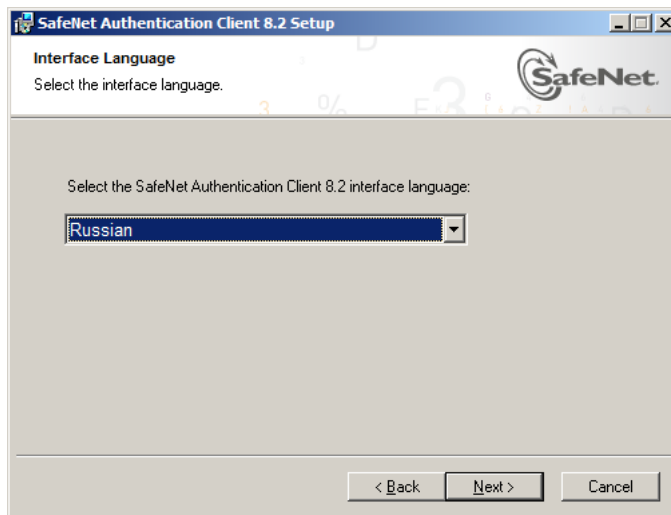 SafeNet Authentication Client 8.2 Setup
Interface Language
Select the interface language.
SafeNet.
Select the SafeNet Authentication Client 8.2 interface language:
Russian
< Back
Next >
Cancel